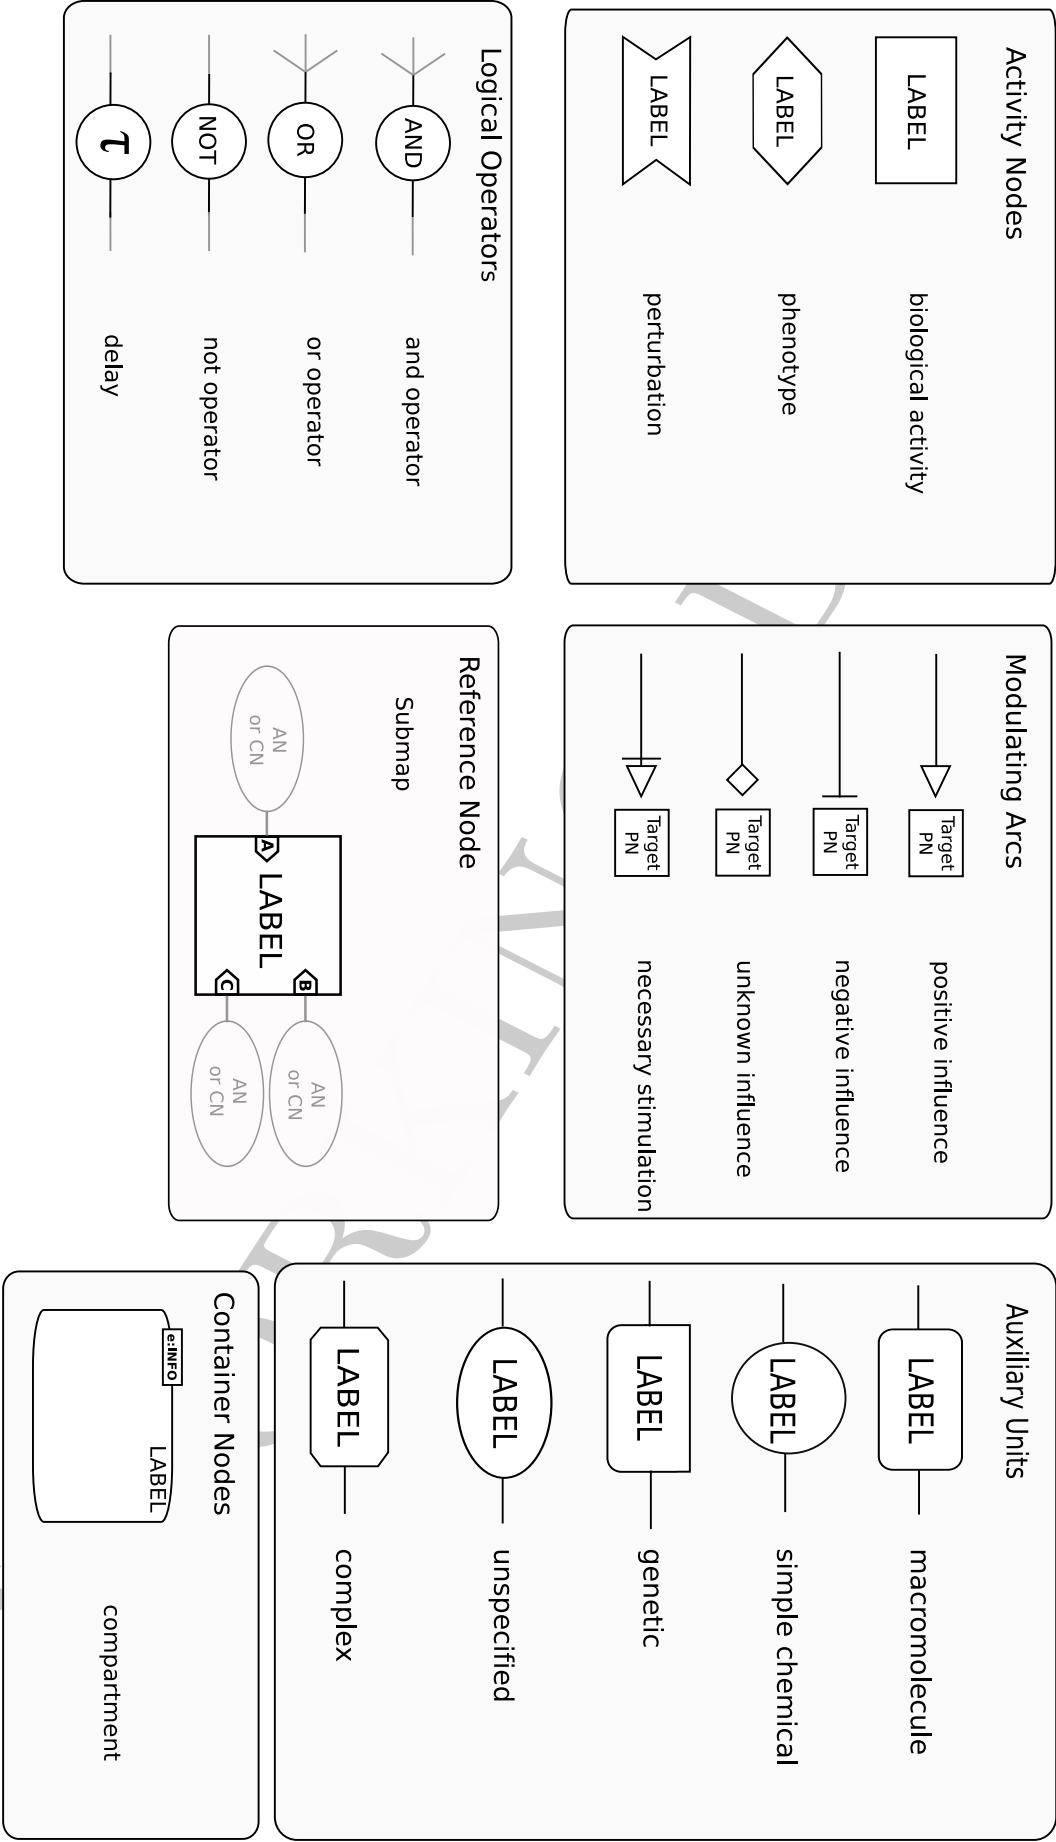 Activity Nodes
LABEL
biological activity
LABEL
phenotype
LABEL
perturbation
Logical Operators
AND
and operator
OR
or operator
NOT
not operator
τ
delay
Modulating Arcs
Target
PN
positive influence
Target
PN
negative influence
Target
PN
unknown influence
Target
PN
necessary stimulation
Reference Node
Submap
AN
or CN
A
LABEL
B
C
AN
or CN
AN
or CN
Auxiliary Units
LABEL
macromolecule
LABEL
simple chemical
LABEL
genetic
LABEL
unspecified
LABEL
complex
Container Nodes
e:INFO
LABEL
compartment